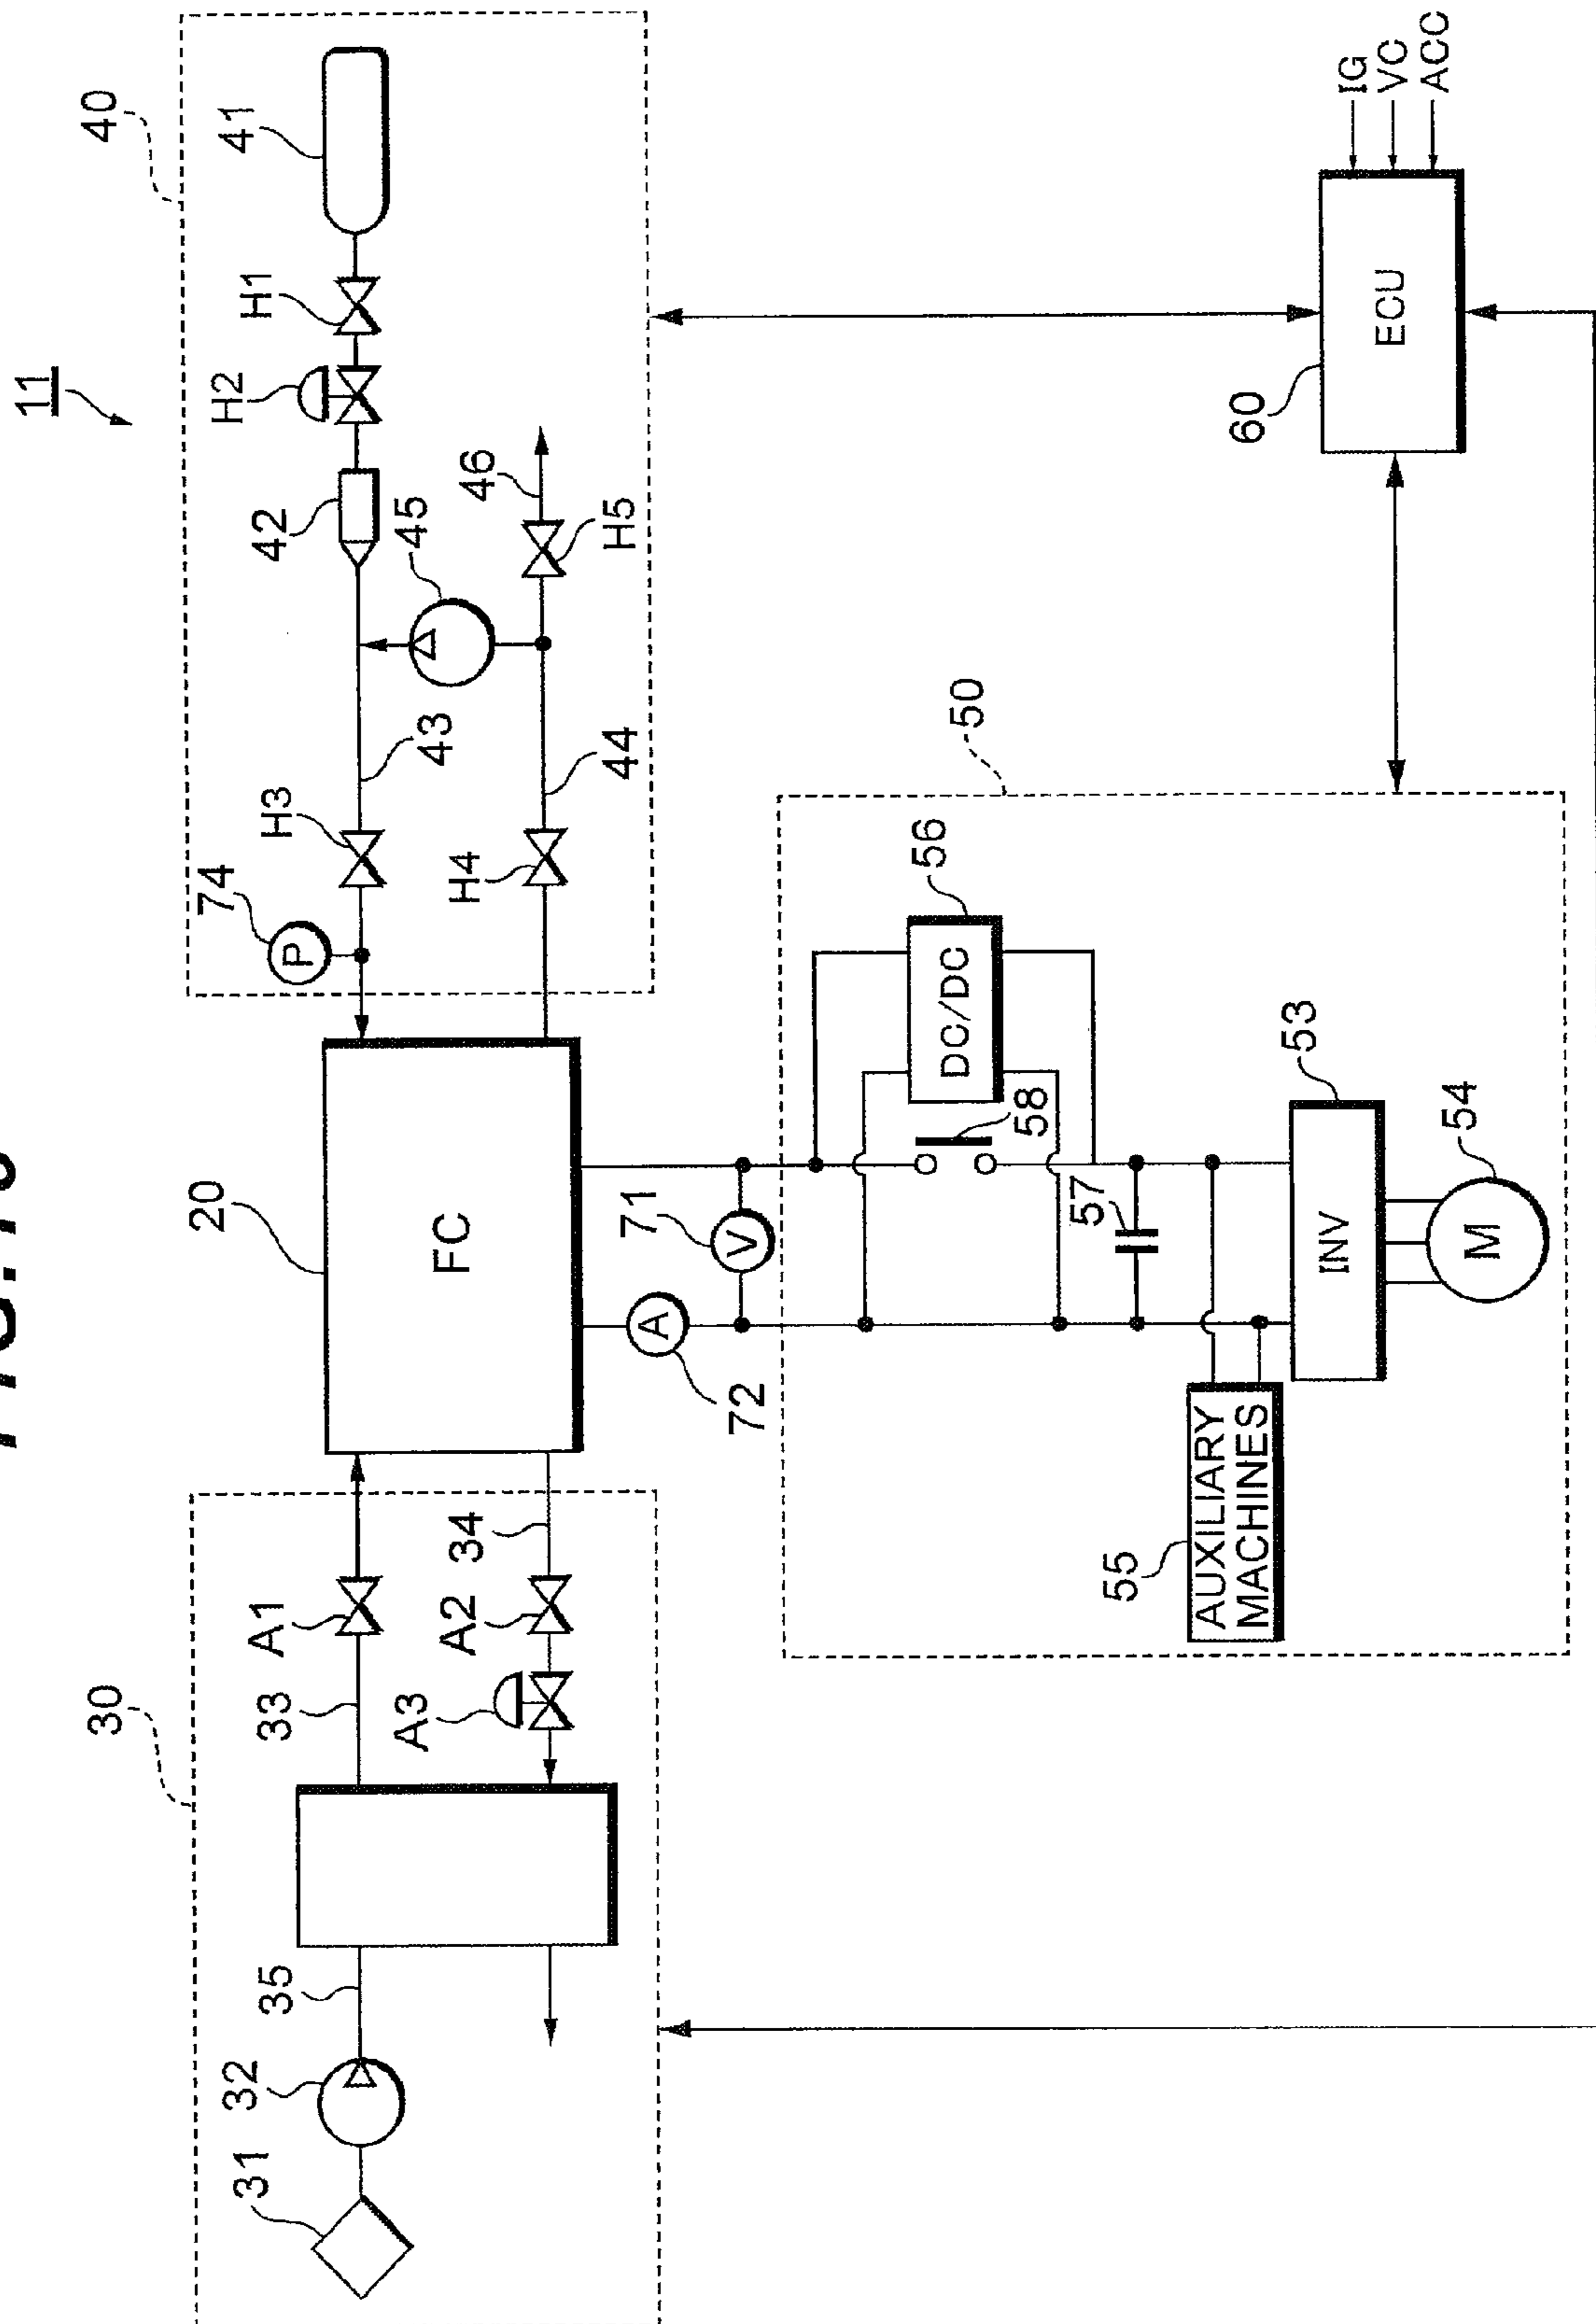 11
30
40
31
32
35
33
A1
20
74
H3
43
42
H2
H1
41
P
A3
A2
34
FC
H4
44
45
46
H5
72
A
71
V
50
56
DC/DC
58
57
55
AUXILIARY
MACHINES
53
INV
54
M
60
ECU
IG
VC
ACC